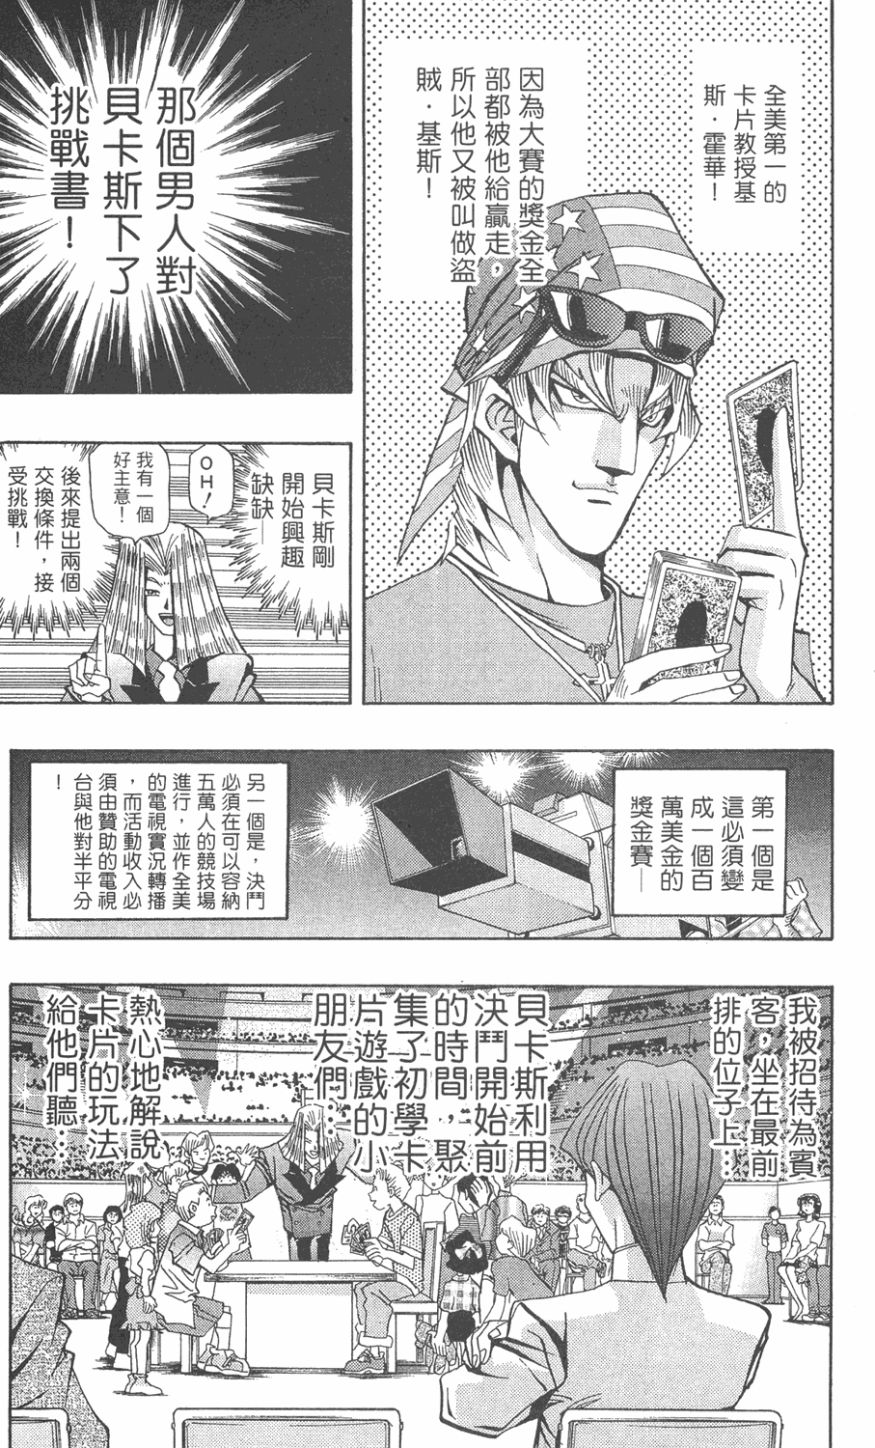 全美第一的
卡片教授基
斯．霍華！
因為大賽的獎金全
部都被他給贏走，
所以他又被叫做盜
賊．基斯！
那個男人對
貝卡斯下了
挑戰書！
貝卡斯剛
開始興趣
缺缺─
OH！
我有一個
好主意！
後來提出兩個
交換條件，接
受挑戰！
第一個是
這必須變
成一個百
萬美金的
獎金賽─
另一個是，決鬥
必須在可以容納
五萬人的競技場
進行，並作全美
的電視實況轉播
，而活動收入必
須由贊助的電視
台與他對半平分
！
我被招待為賓
客，坐在最前
排的位子上…
貝卡斯利用
決鬥開始前
的時間，聚
集了初學卡
片遊戲的小
朋友們…
熱心地解說
卡片的玩法
給他們聽…